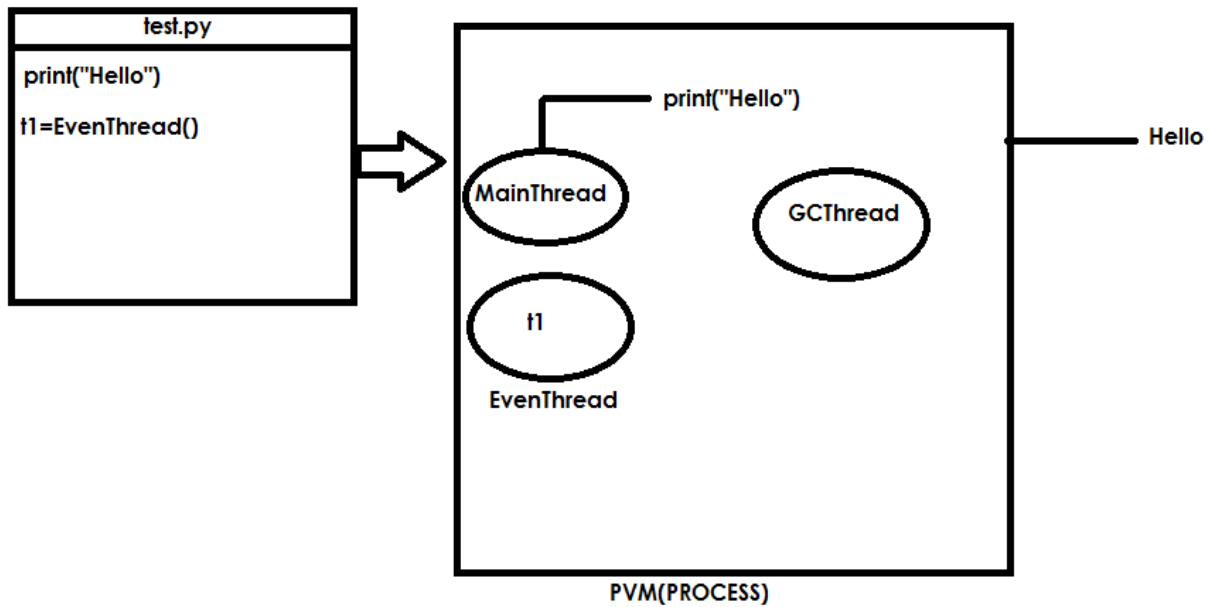 test.py
print("Hello")
t1=EvenThread()
print("Hello")
Hello
MainThread
GCThread
t1
EvenThread
PVM(PROCESS)